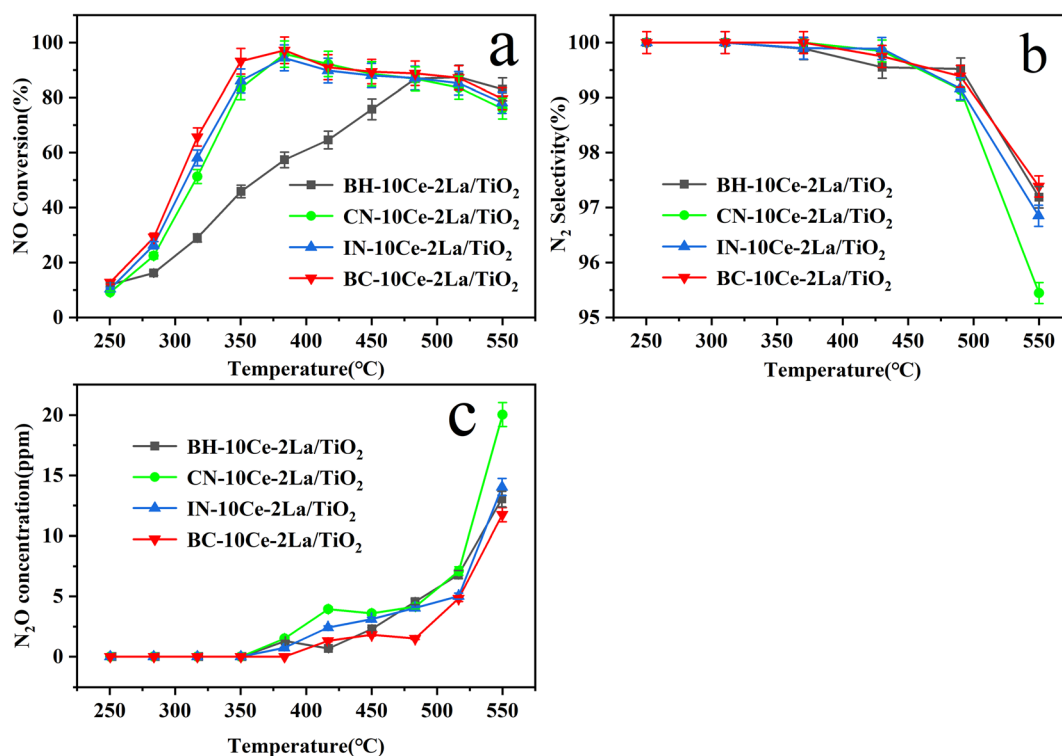 a
NO Conversion(%)
100
80
60
40
20
0
BH-10Ce-2La/TiO₂
CN-10Ce-2La/TiO₂
IN-10Ce-2La/TiO₂
BC-10Ce-2La/TiO₂
250 300 350 400 450 500 550
Temperature(℃)
b
N₂ Selectivity(%)
100
99
98
97
96
95
BH-10Ce-2La/TiO₂
CN-10Ce-2La/TiO₂
IN-10Ce-2La/TiO₂
BC-10Ce-2La/TiO₂
250 300 350 400 450 500 550
Temperature(℃)
c
N₂O concentration(ppm)
20
15
10
5
0
BH-10Ce-2La/TiO₂
CN-10Ce-2La/TiO₂
IN-10Ce-2La/TiO₂
BC-10Ce-2La/TiO₂
250 300 350 400 450 500 550
Temperature(℃)